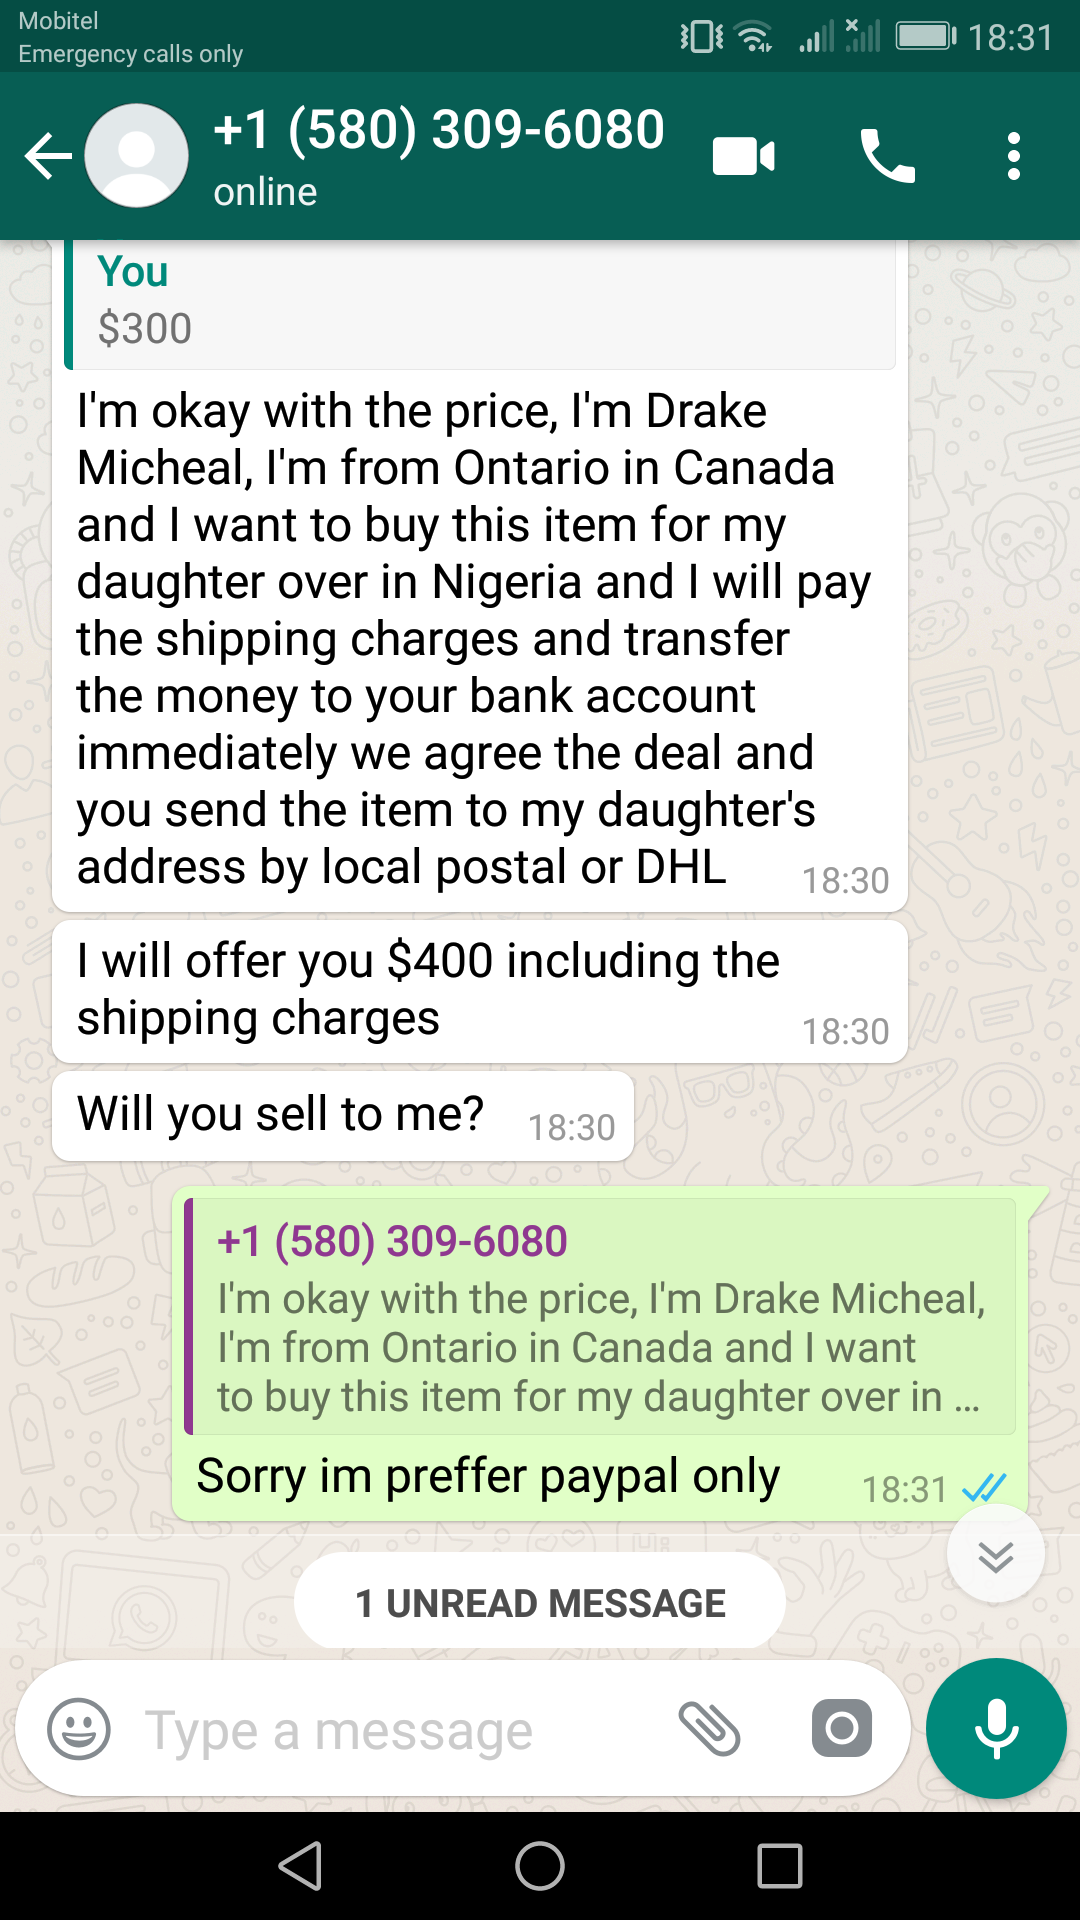 Mobitel
Emergency calls only
18:31
+1 (580) 309-6080
online
You
$300
I'm okay with the price, I'm Drake
Micheal, I'm from Ontario in Canada
and I want to buy this item for my
daughter over in Nigeria and I will pay
the shipping charges and transfer
the money to your bank account
immediately we agree the deal and
you send the item to my daughter's
address by local postal or DHL
18:30
I will offer you $400 including the
shipping charges
18:30
Will you sell to me?
18:30
+1 (580) 309-6080
I'm okay with the price, I'm Drake Micheal,
I'm from Ontario in Canada and I want
to buy this item for my daughter over in ...
Sorry im preffer paypal only
18:31
1 UNREAD MESSAGE
Type a message